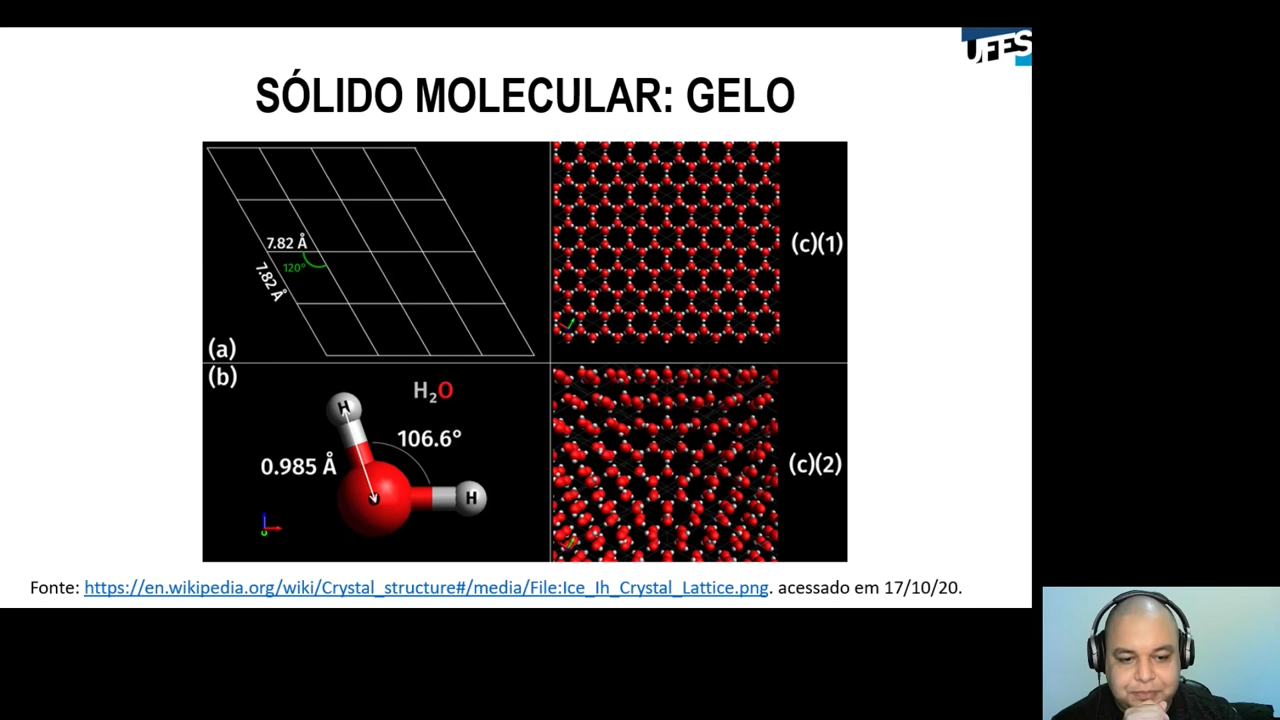 UFES
SÓLIDO MOLECULAR: GELO
7.82 Å
120°
7.82 Å
(a)
(c)(1)
(b)
H₂O
H
106.6°
0.985 Å
H
(c)(2)
Fonte: https://en.wikipedia.org/wiki/Crystal_structure#/media/File:Ice_Ih_Crystal_Lattice.png. acessado em 17/10/20.